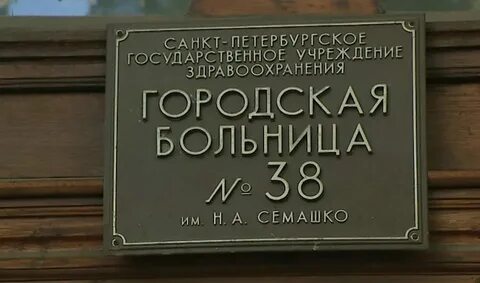 САНКТ-ПЕТЕРБУРГСКОЕ
ГОСУДАРСТВЕННОЕ УЧРЕЖДЕНИЕ
ЗДРАВООХРАНЕНИЯ
ГОРОДСКАЯ
БОЛЬНИЦА
№ 38
ИМ. Н. А. СЕМАШКО